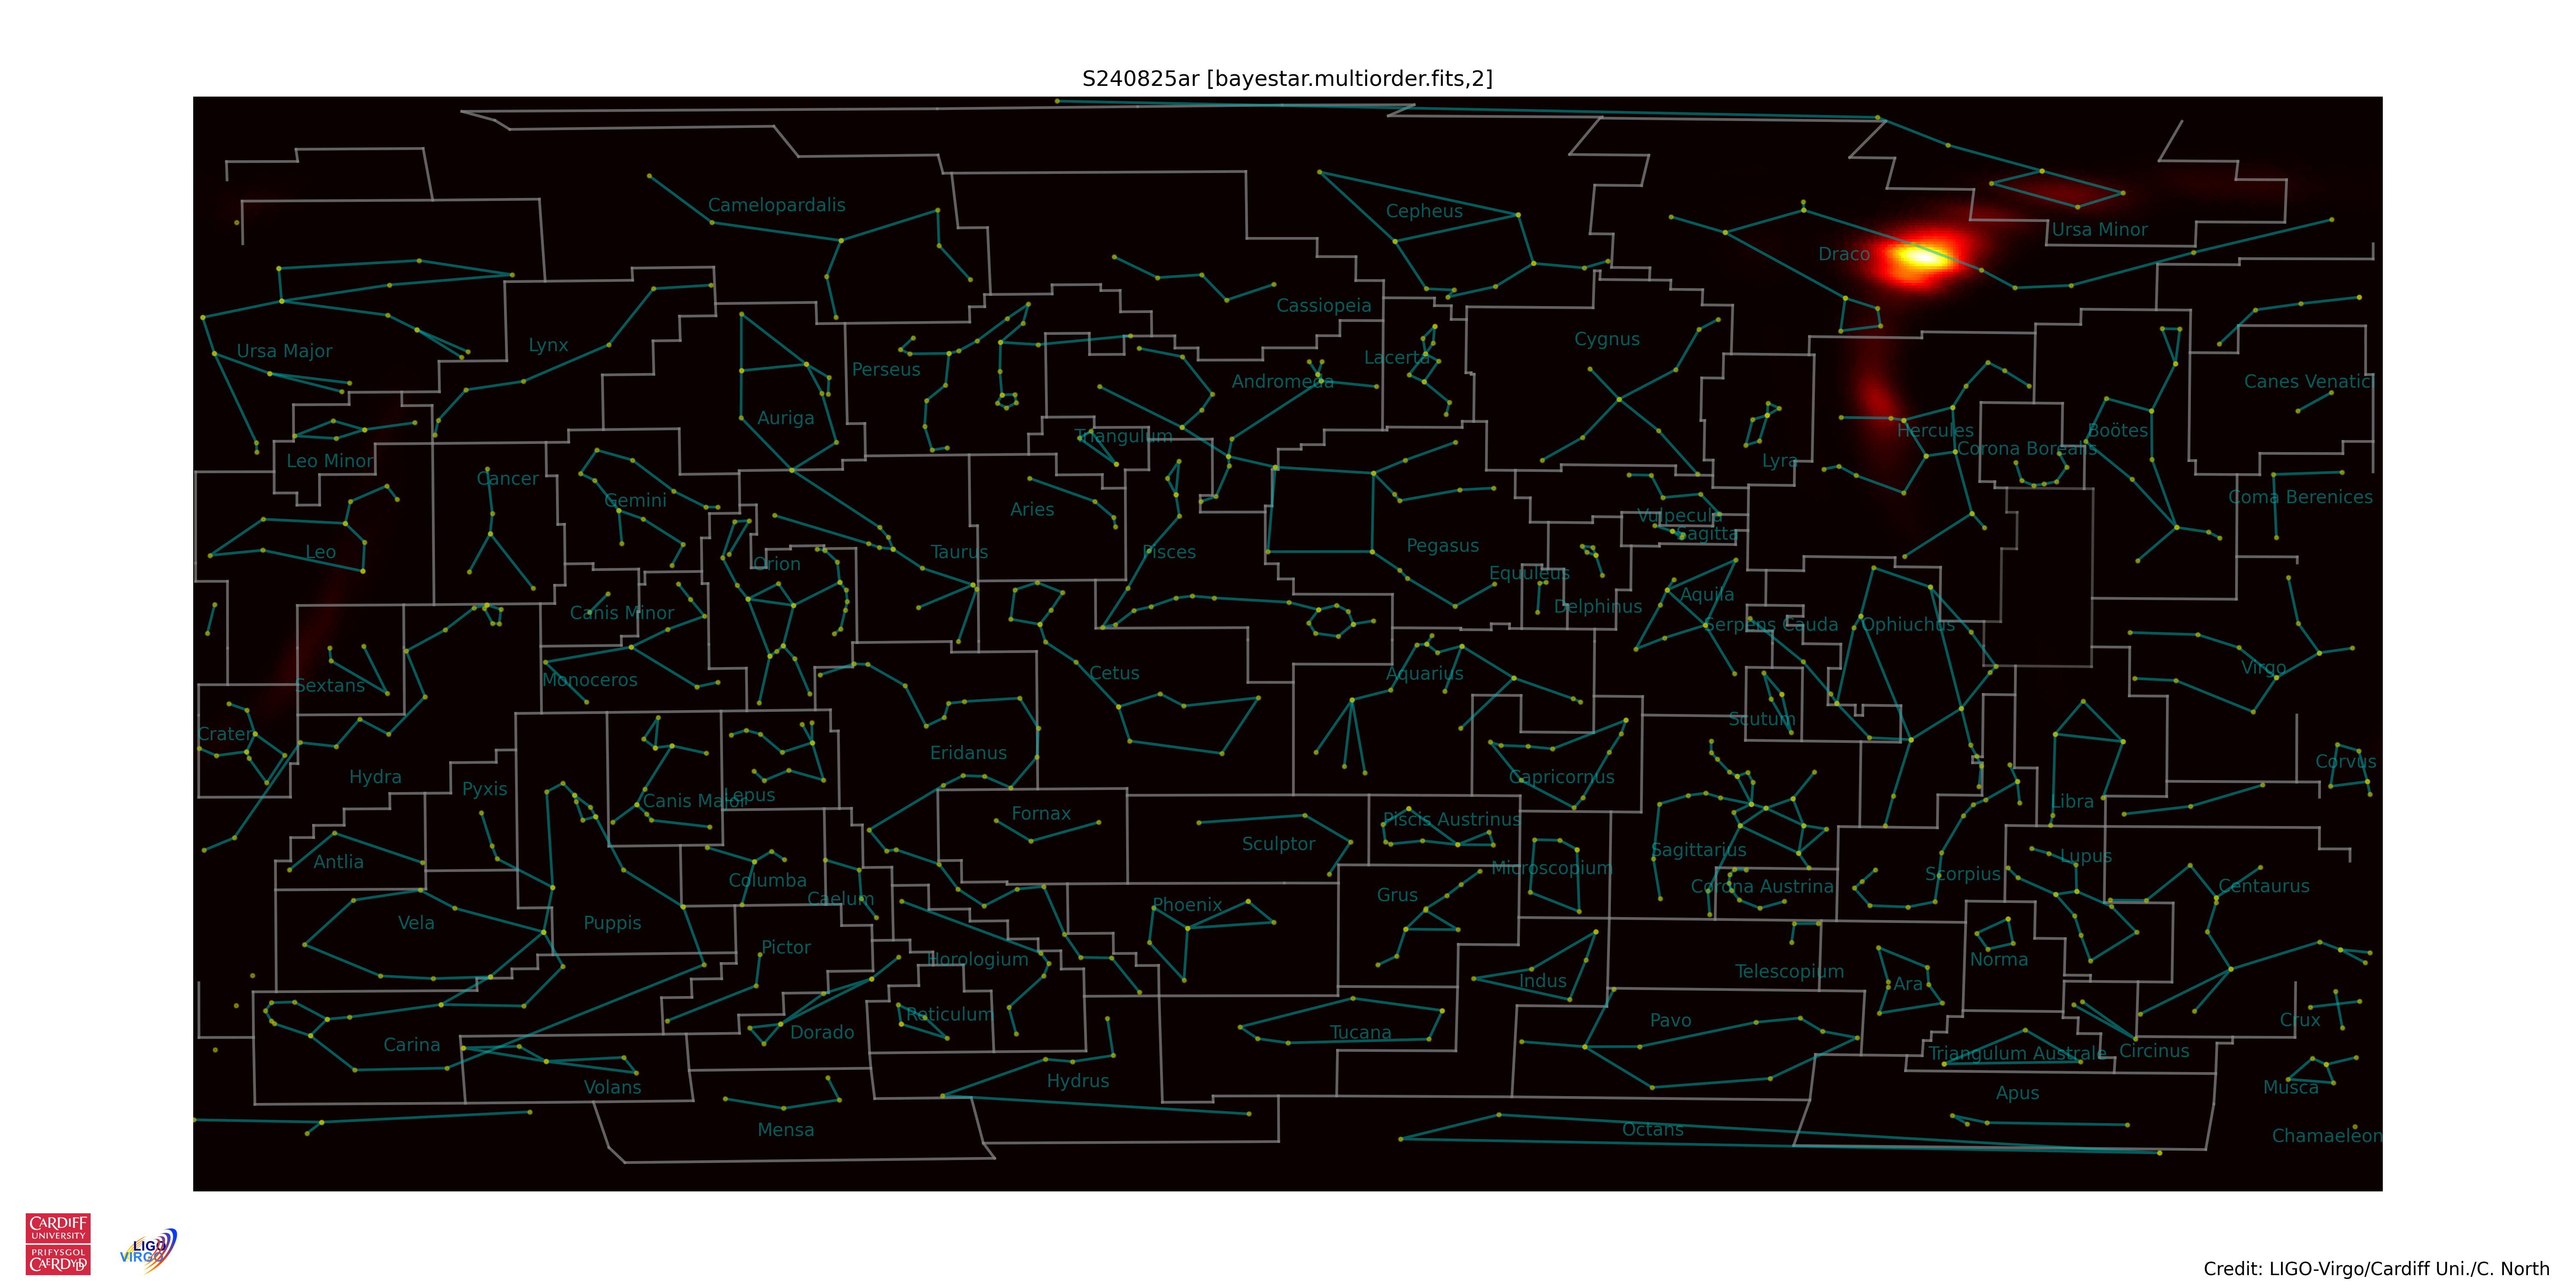 S240825ar [bayestar.multiorder.fits,2]
Camelopardalis
Cepheus
Ursa Minor
Draco
Cassiopeia
Ursa Major
Lynx
Cygnus
Perseus
Lacerta
Andromeda
Canes Venatici
Auriga
Triangulum
Hercules
Boötes
Corona Borealis
Leo Minor
Lyra
Cancer
Gemini
Coma Berenices
Aries
Vulpecula
Sagitta
Leo
Orion
Taurus
Pisces
Pegasus
Equuleus
Canis Minor
Delphinus
Aquila
Serpens Cauda
Ophiuchus
Sextans
Monoceros
Cetus
Aquarius
Virgo
Crater
Scutum
Eridanus
Hydra
Pyxis
Canis Major
Lepus
Capricornus
Corvus
Libra
Fornax
Piscis Austrinus
Antlia
Sculptor
Sagittarius
Lupus
Columba
Caelum
Microscopium
Corona Austrina
Scorpius
Centaurus
Vela
Puppis
Phoenix
Grus
Pictor
Horologium
Indus
Telescopium
Ara
Norma
Reticulum
Carina
Dorado
Tucana
Pavo
Crux
Triangulum Australe
Circinus
Volans
Hydrus
Apus
Musca
Mensa
Octans
Chamaeleon
CARDIFF
UNIVERSITY
PRIFYSGOL
CAERDYDD
LIGO
VIRGO
Credit: LIGO-Virgo/Cardiff Uni./C. North